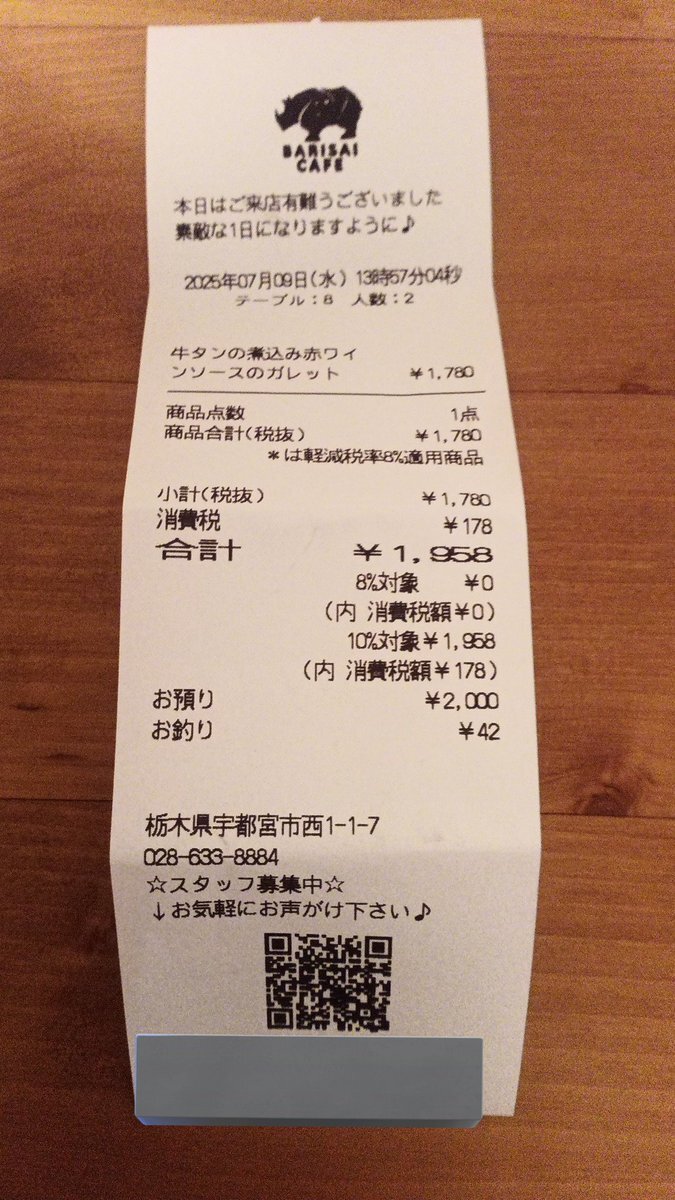 BARISAI
CAFE
本日はご来店有難うございました
素敵な1日になりますように♪
2025年07月09日(水) 13時57分04秒
テーブル:8 人数:2
牛タンの煮込み赤ワイ
ンソースのガレット ¥1,780
商品点数 1点
商品合計(税抜) ¥1,780
*は軽減税率8%適用商品
小計(税抜) ¥1,780
消費税 ¥178
合計 ¥1,958
8%対象 ¥0
(内 消費税額¥0)
10%対象¥1,958
(内 消費税額¥178)
お預り ¥2,000
お釣り ¥42
栃木県宇都宮市西1-1-7
028-633-8884
☆スタッフ募集中☆
↓お気軽にお声がけ下さい♪